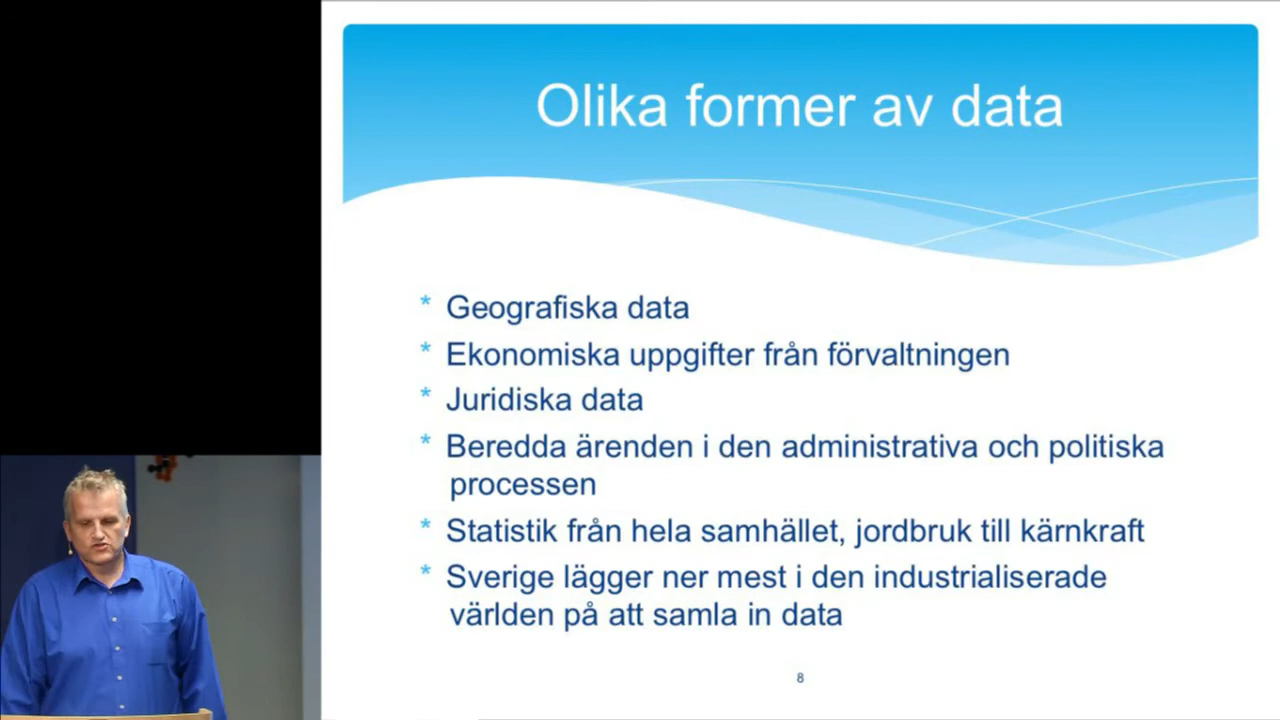 Olika former av data
* Geografiska data
* Ekonomiska uppgifter från förvaltningen
* Juridiska data
* Beredda ärenden i den administrativa och politiska
processen
* Statistik från hela samhället, jordbruk till kärnkraft
* Sverige lägger ner mest i den industrialiserade
världen på att samla in data
8